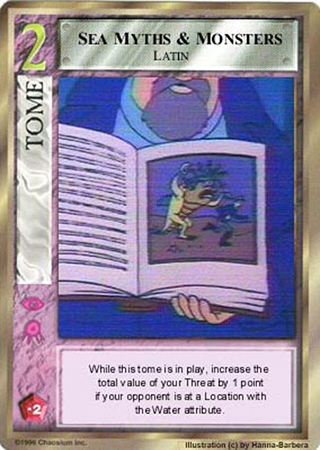 2
SEA MYTHS & MONSTERS
LATIN
TOME
While this tome is in play, increase the
total value of your Threat by 1 point
if your opponent is at a Location with
the Water attribute.
-2
©1996 Chaosium Inc.
Illustration (c) by Hanna-Barbera